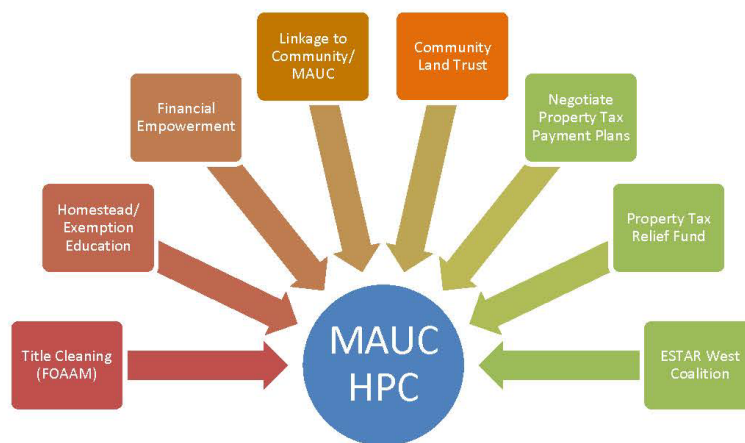 Linkage to
Community/
MAUC
Community
Land Trust
Financial
Empowerment
Negotiate
Property Tax
Payment Plans
Homestead/
Exemption
Education
Property Tax
Relief Fund
Title Cleaning
(FOAAM)
MAUC
HPC
ESTAR West
Coalition